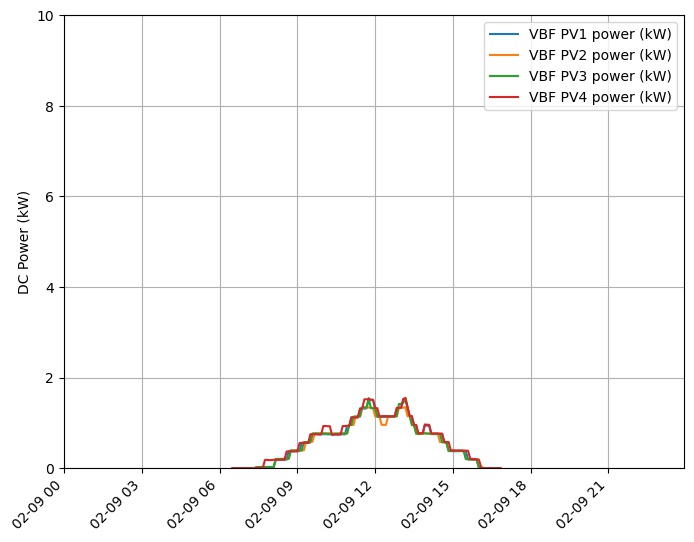 10
8
6
4
2
0
DC Power (kW)
VBF PV1 power (kW)
VBF PV2 power (kW)
VBF PV3 power (kW)
VBF PV4 power (kW)
02-09 00
02-09 03
02-09 06
02-09 09
02-09 12
02-09 15
02-09 18
02-09 21